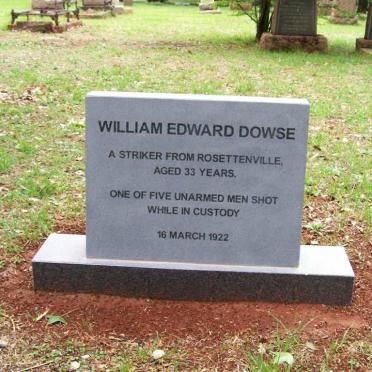 WILLIAM EDWARD DOWSE
A STRIKER FROM ROSETTENVILLE,
AGED 33 YEARS.
ONE OF FIVE UNARMED MEN SHOT
WHILE IN CUSTODY
16 MARCH 1922